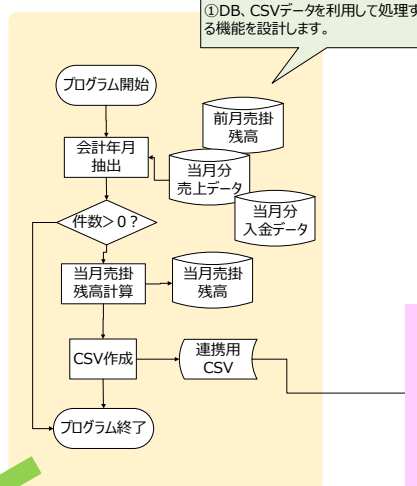 ①DB、CSVデータを利用して処理す
る機能を設計します。
プログラム開始
前月売掛
残高
会計年月
抽出
当月分
売上データ
当月分
入金データ
件数＞０？
当月売掛
残高計算
当月売掛
残高
CSV作成
連携用
CSV
プログラム終了